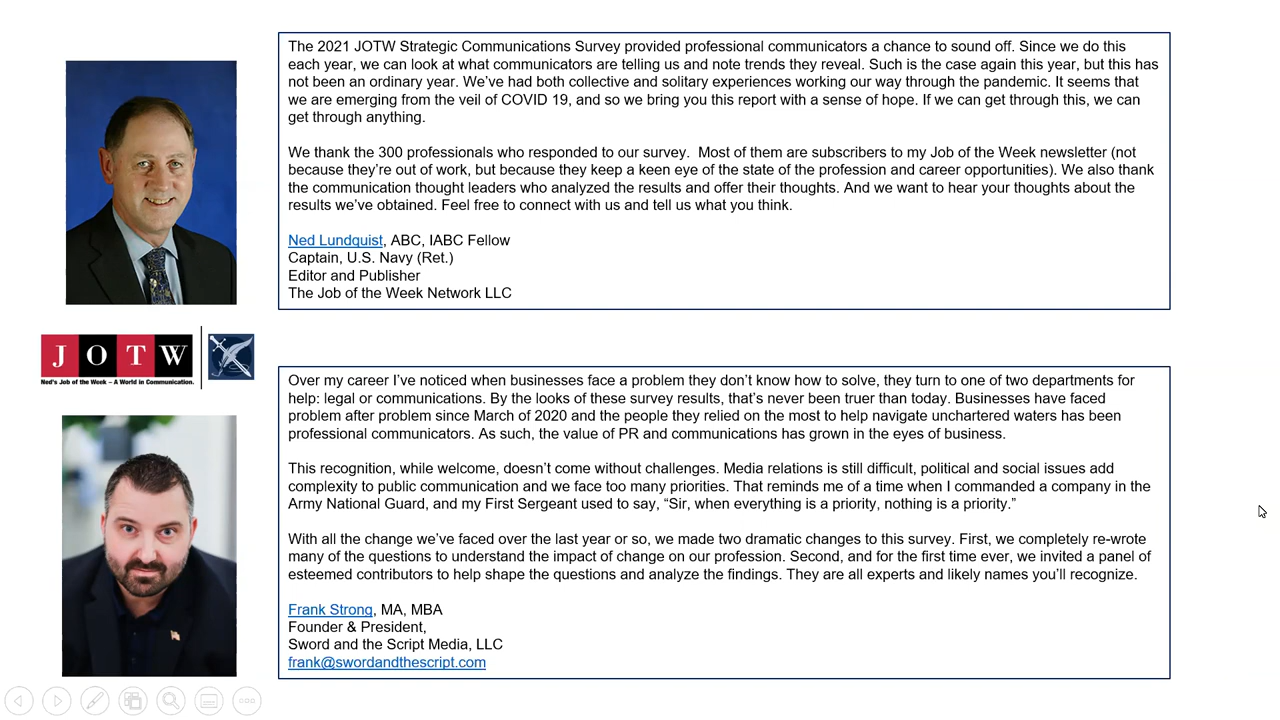 The 2021 JOTW Strategic Communications Survey provided professional communicators a chance to sound off. Since we do this
each year, we can look at what communicators are telling us and note trends they reveal. Such is the case again this year, but this has
not been an ordinary year. We’ve had both collective and solitary experiences working our way through the pandemic. It seems that
we are emerging from the veil of COVID 19, and so we bring you this report with a sense of hope. If we can get through this, we can
get through anything.
We thank the 300 professionals who responded to our survey.  Most of them are subscribers to my Job of the Week newsletter (not
because they’re out of work, but because they keep a keen eye of the state of the profession and career opportunities). We also thank
the communication thought leaders who analyzed the results and offer their thoughts. And we want to hear your thoughts about the
results we’ve obtained. Feel free to connect with us and tell us what you think.
Ned Lundquist, ABC, IABC Fellow
Captain, U.S. Navy (Ret.)
Editor and Publisher
The Job of the Week Network LLC
JOTW
Ned's Job of the Week – A World in Communication.
Over my career I’ve noticed when businesses face a problem they don’t know how to solve, they turn to one of two departments for
help: legal or communications. By the looks of these survey results, that’s never been truer than today. Businesses have faced
problem after problem since March of 2020 and the people they relied on the most to help navigate unchartered waters has been
professional communicators. As such, the value of PR and communications has grown in the eyes of business.
This recognition, while welcome, doesn’t come without challenges. Media relations is still difficult, political and social issues add
complexity to public communication and we face too many priorities. That reminds me of a time when I commanded a company in the
Army National Guard, and my First Sergeant used to say, “Sir, when everything is a priority, nothing is a priority.”
With all the change we’ve faced over the last year or so, we made two dramatic changes to this survey. First, we completely re-wrote
many of the questions to understand the impact of change on our profession. Second, and for the first time ever, we invited a panel of
esteemed contributors to help shape the questions and analyze the findings. They are all experts and likely names you’ll recognize.
Frank Strong, MA, MBA
Founder & President,
Sword and the Script Media, LLC
frank@swordandthescript.com